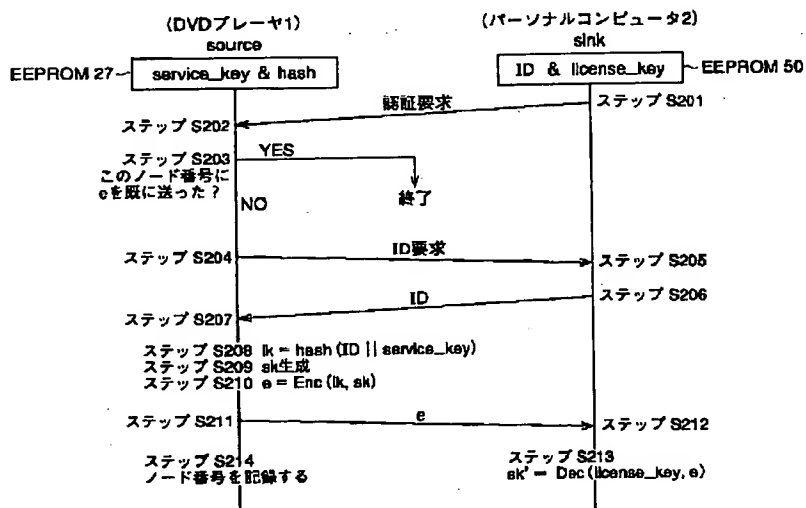 (DVDプレーヤ1)
source
(パーソナルコンピュータ2)
sink
EEPROM 27
service_key & hash
ID & license_key
EEPROM 50
認証要求
ステップ S201
ステップ S202
ステップ S203
YES
このノード番号に
eを既に送った?
終了
NO
ステップ S204
ID要求
ステップ S205
ID
ステップ S206
ステップ S207
ステップ S208 lk = hash (ID || service_key)
ステップ S209 sk生成
ステップ S210 e = Enc (lk, sk)
ステップ S211
e
ステップ S212
ステップ S214
ノード番号を記録する
ステップ S213
sk' = Dec (license_key, e)